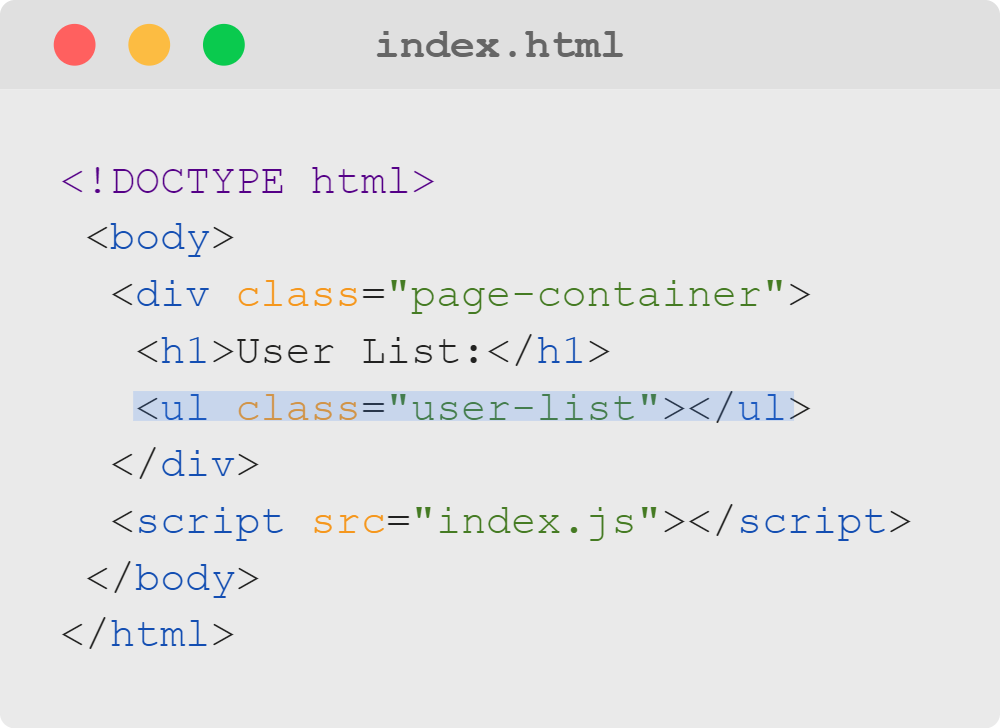 index.html
<!DOCTYPE html>
<body>
<div class="page-container">
<h1>User List:</h1>
<ul class="user-list"></ul>
</div>
<script src="index.js"></script>
</body>
</html>